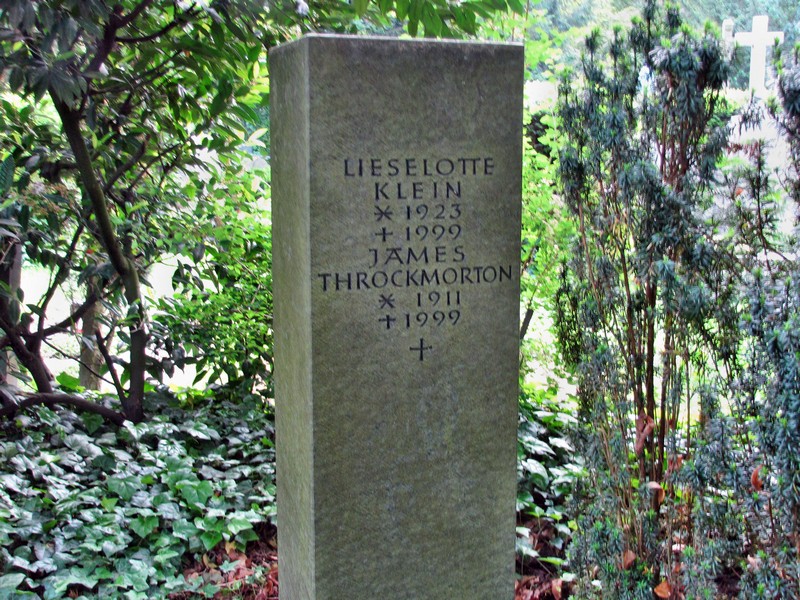 LIESELOTTE
KLEIN
* 1923
+ 1999
JAMES
THROCKMORTON
* 1911
+ 1999
+